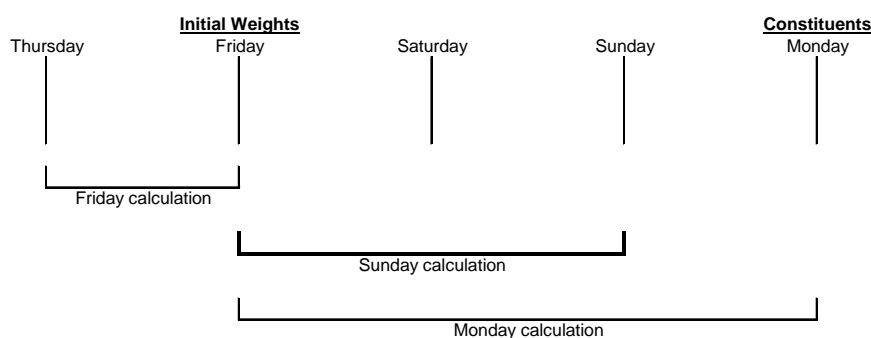 Initial Weights Constituents
Thursday Friday Saturday Sunday Monday
Friday calculation
Sunday calculation
Monday calculation